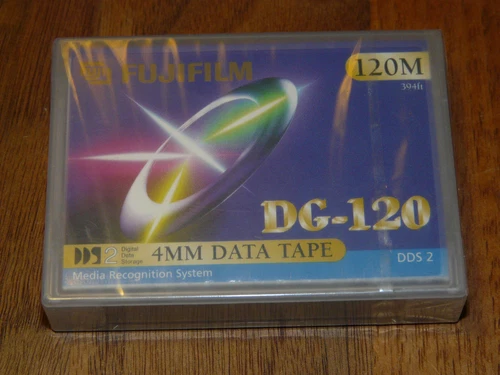 FUJIFILM
120M
394ft
DG-120
DDS 2
Digital
Data
Storage
4MM DATA TAPE
DDS 2
Media Recognition System